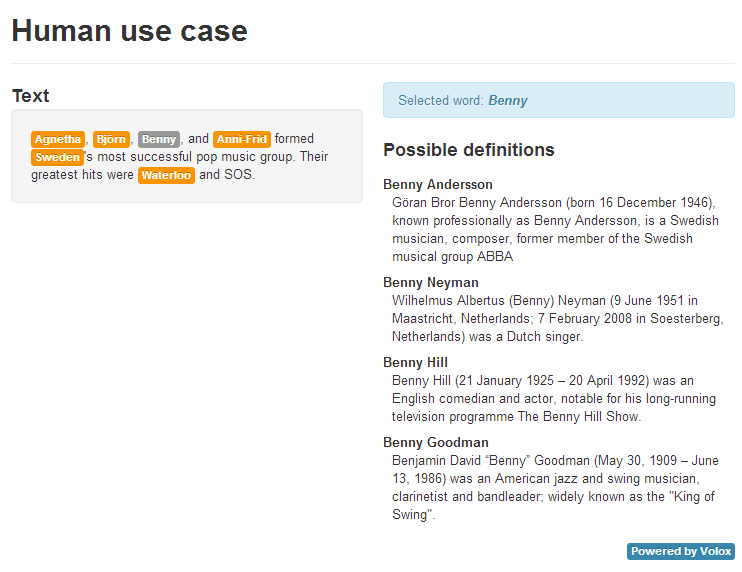 Human use case
Text
Agnetha, Björn, Benny, and Anni-Frid formed
Sweden's most successful pop music group. Their
greatest hits were Waterloo and SOS.
Selected word: Benny
Possible definitions
Benny Andersson
Göran Bror Benny Andersson (born 16 December 1946),
known professionally as Benny Andersson, is a Swedish
musician, composer, former member of the Swedish
musical group ABBA
Benny Neyman
Wilhelmus Albertus (Benny) Neyman (9 June 1951 in
Maastricht, Netherlands; 7 February 2008 in Soesterberg,
Netherlands) was a Dutch singer.
Benny Hill
Benny Hill (21 January 1925 – 20 April 1992) was an
English comedian and actor, notable for his long-running
television programme The Benny Hill Show.
Benny Goodman
Benjamin David “Benny” Goodman (May 30, 1909 – June
13, 1986) was an American jazz and swing musician,
clarinetist and bandleader; widely known as the "King of
Swing".
Powered by Volox